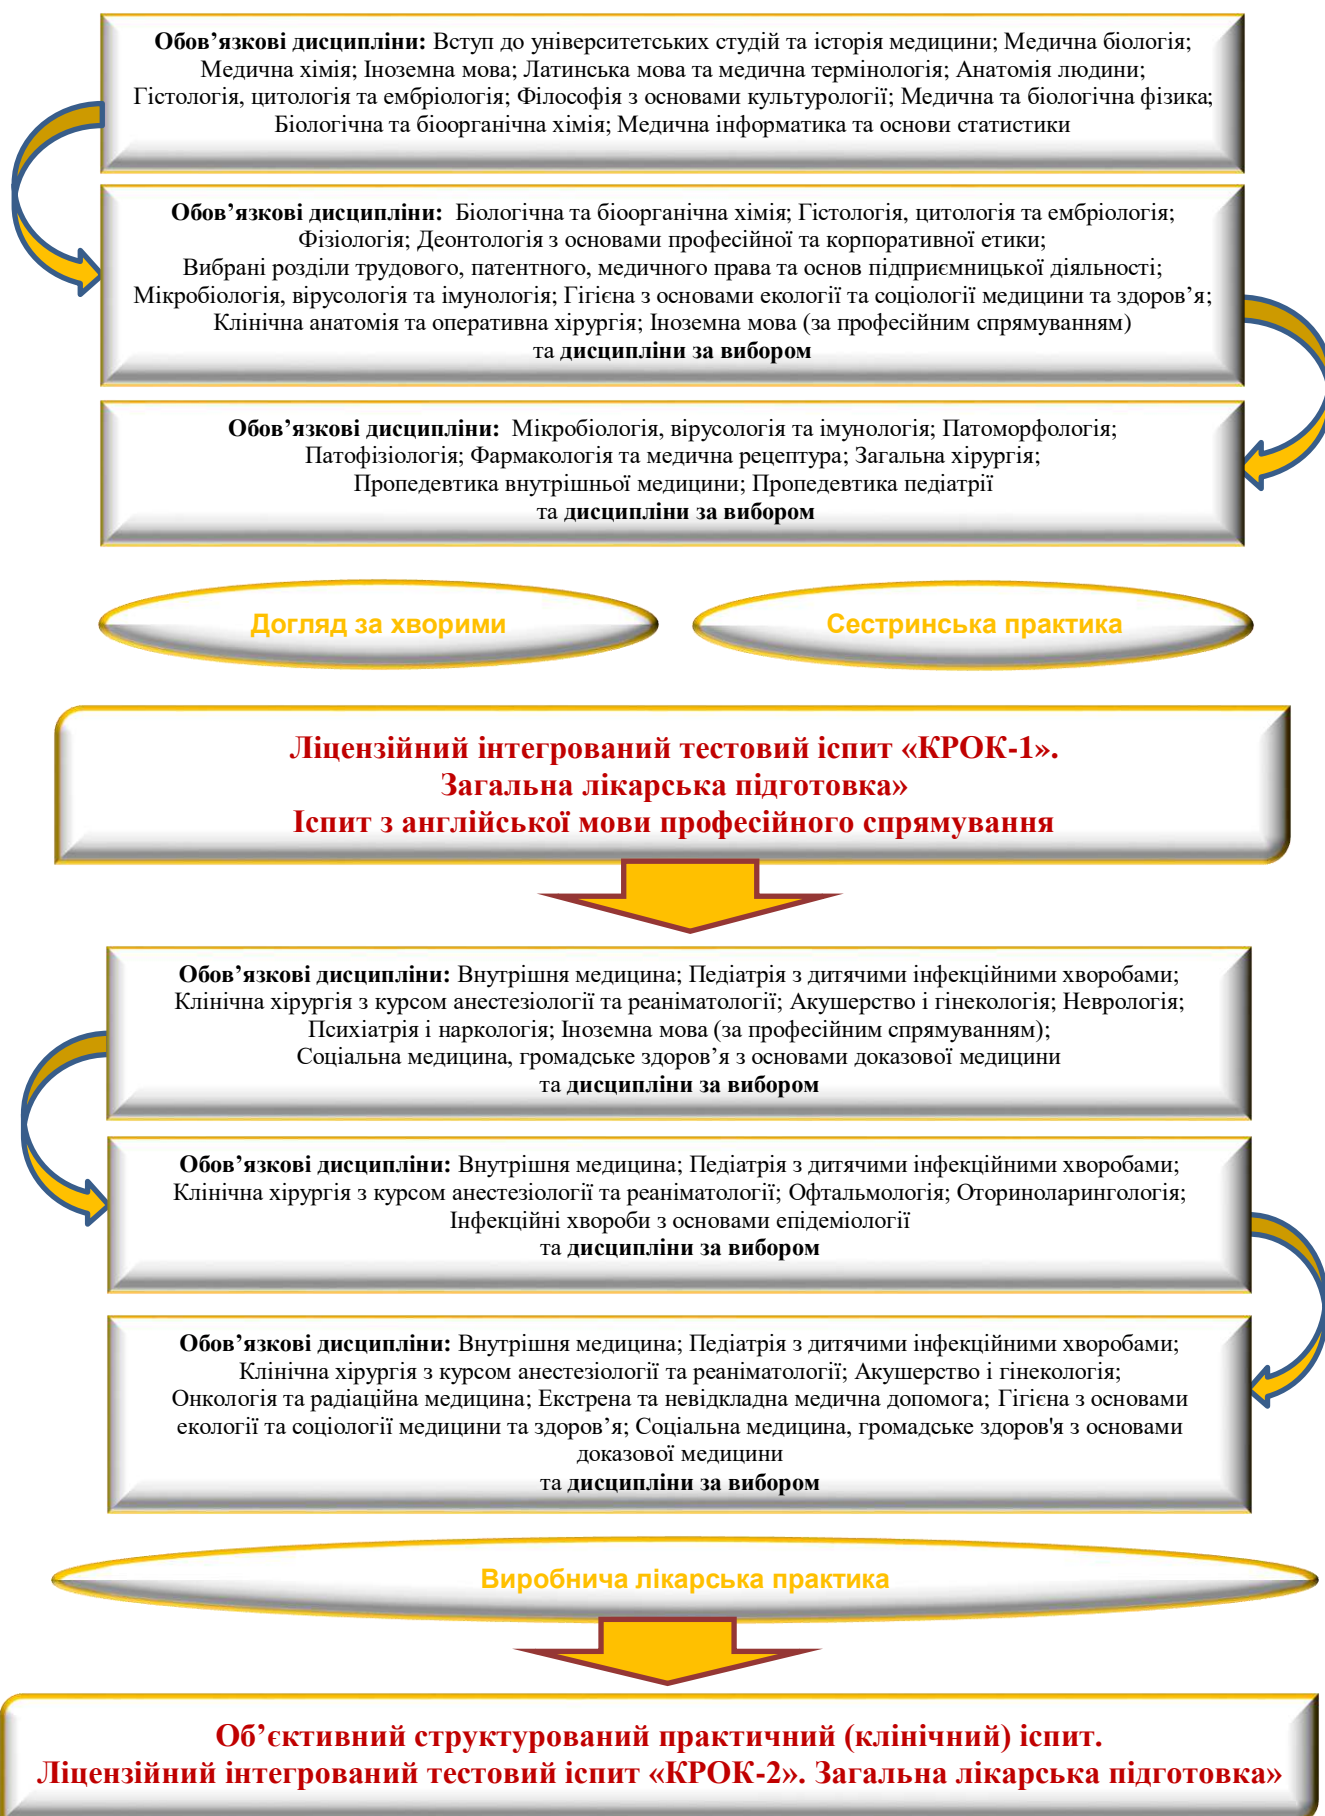 Обов’язкові дисципліни: Вступ до університетських студій та історія медицини; Медична біологія;
Медична хімія; Іноземна мова; Латинська мова та медична термінологія; Анатомія людини;
Гістологія, цитологія та ембріологія; Філософія з основами культурології; Медична та біологічна фізика;
Біологічна та біоорганічна хімія; Медична інформатика та основи статистики
Обов’язкові дисципліни: Біологічна та біоорганічна хімія; Гістологія, цитологія та ембріологія;
Фізіологія; Деонтологія з основами професійної та корпоративної етики;
Вибрані розділи трудового, патентного, медичного права та основ підприємницької діяльності;
Мікробіологія, вірусологія та імунологія; Гігієна з основами екології та соціології медицини та здоров’я;
Клінічна анатомія та оперативна хірургія; Іноземна мова (за професійним спрямуванням)
та дисципліни за вибором
Обов’язкові дисципліни: Мікробіологія, вірусологія та імунологія; Патоморфологія;
Патофізіологія; Фармакологія та медична рецептура; Загальна хірургія;
Пропедевтика внутрішньої медицини; Пропедевтика педіатрії
та дисципліни за вибором
Догляд за хворими
Сестринська практика
Ліцензійний інтегрований тестовий іспит «КРОК-1».
Загальна лікарська підготовка»
Іспит з англійської мови професійного спрямування
Обов’язкові дисципліни: Внутрішня медицина; Педіатрія з дитячими інфекційними хворобами;
Клінічна хірургія з курсом анестезіології та реаніматології; Акушерство і гінекологія; Неврологія;
Психіатрія і наркологія; Іноземна мова (за професійним спрямуванням);
Соціальна медицина, громадське здоров’я з основами доказової медицини
та дисципліни за вибором
Обов’язкові дисципліни: Внутрішня медицина; Педіатрія з дитячими інфекційними хворобами;
Клінічна хірургія з курсом анестезіології та реаніматології; Офтальмологія; Оториноларингологія;
Інфекційні хвороби з основами епідеміології
та дисципліни за вибором
Обов’язкові дисципліни: Внутрішня медицина; Педіатрія з дитячими інфекційними хворобами;
Клінічна хірургія з курсом анестезіології та реаніматології; Акушерство і гінекологія;
Онкологія та радіаційна медицина; Екстрена та невідкладна медична допомога; Гігієна з основами
екології та соціології медицини та здоров’я; Соціальна медицина, громадське здоров'я з основами
доказової медицини
та дисципліни за вибором
Виробнича лікарська практика
Об’єктивний структурований практичний (клінічний) іспит.
Ліцензійний інтегрований тестовий іспит «КРОК-2». Загальна лікарська підготовка»